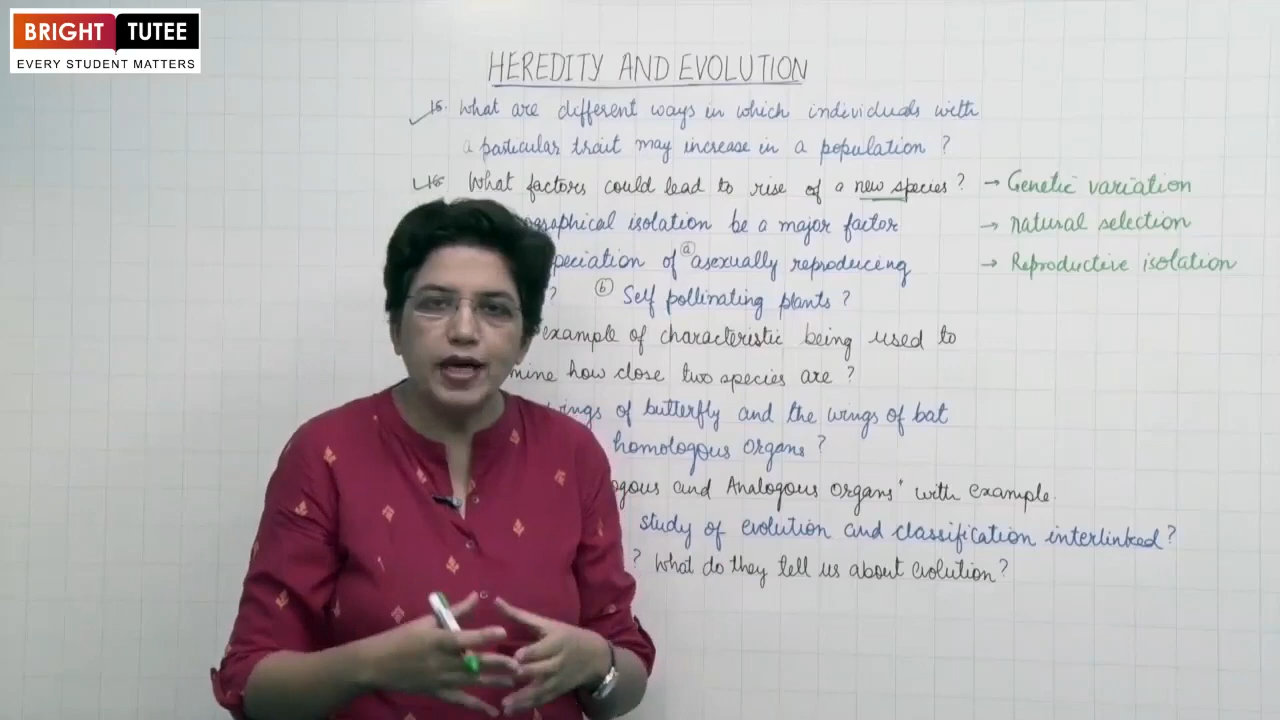 BRIGHT TUTEE
EVERY STUDENT MATTERS
HEREDITY AND EVOLUTION
15. What are different ways in which individuals with
a particular trait may increase in a population ?
16. What factors could lead to rise of a new species ? → Genetic variation
ographical isolation be a major factor → natural selection
peciation of (a) asexually reproducing → Reproductive isolation
? (b) Self pollinating plants ?
example of characteristic being used to
mine how close two species are ?
wings of butterfly and the wings of bat
homologous organs ?
ogous and Analogous organs" with example.
study of evolution and classification interlinked ?
? What do they tell us about evolution ?